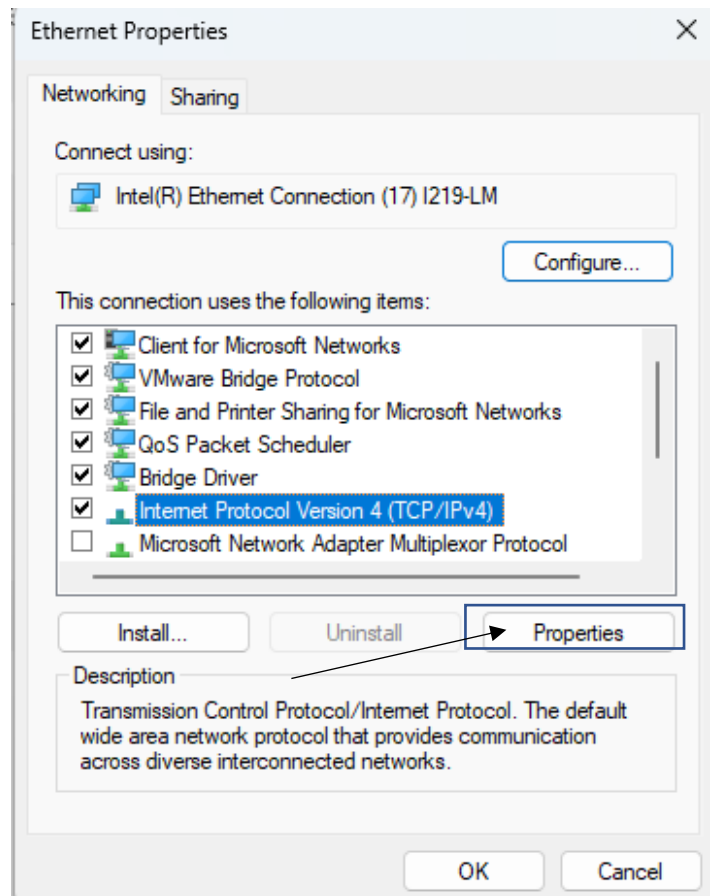 Ethernet Properties
Networking
Sharing
Connect using:
Intel(R) Ethernet Connection (17) I219-LM
Configure...
This connection uses the following items:
Client for Microsoft Networks
VMware Bridge Protocol
File and Printer Sharing for Microsoft Networks
QoS Packet Scheduler
Bridge Driver
Internet Protocol Version 4 (TCP/IPv4)
Microsoft Network Adapter Multiplexor Protocol
Install...
Uninstall
Properties
Description
Transmission Control Protocol/Internet Protocol. The default
wide area network protocol that provides communication
across diverse interconnected networks.
OK
Cancel